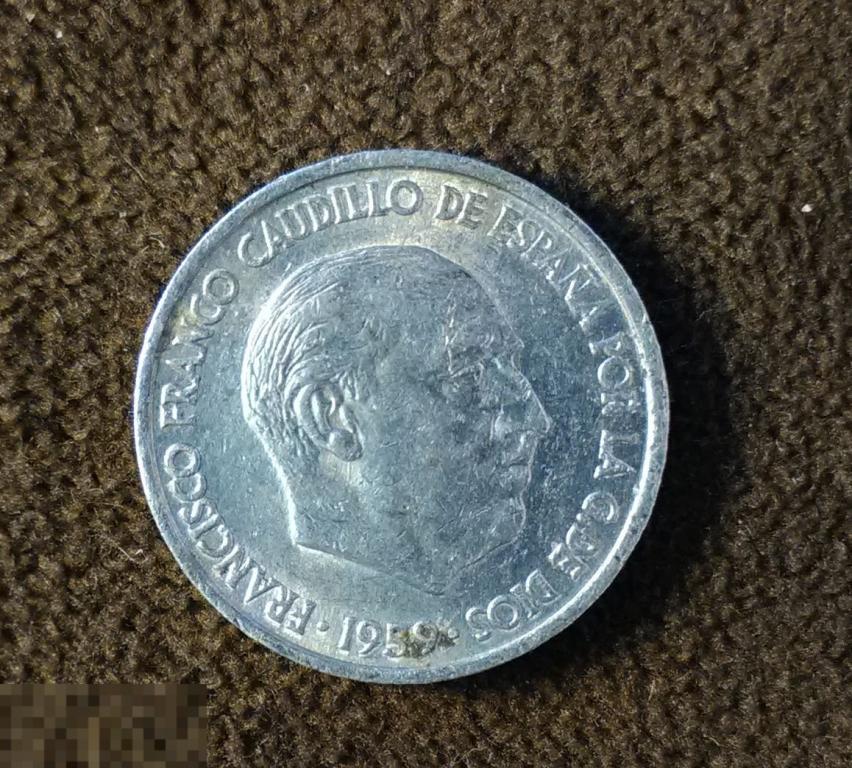 FRANCISCO FRANCO CAUDILLO DE ESPAÑA POR LA G. DE DIOS
· 1959 ·